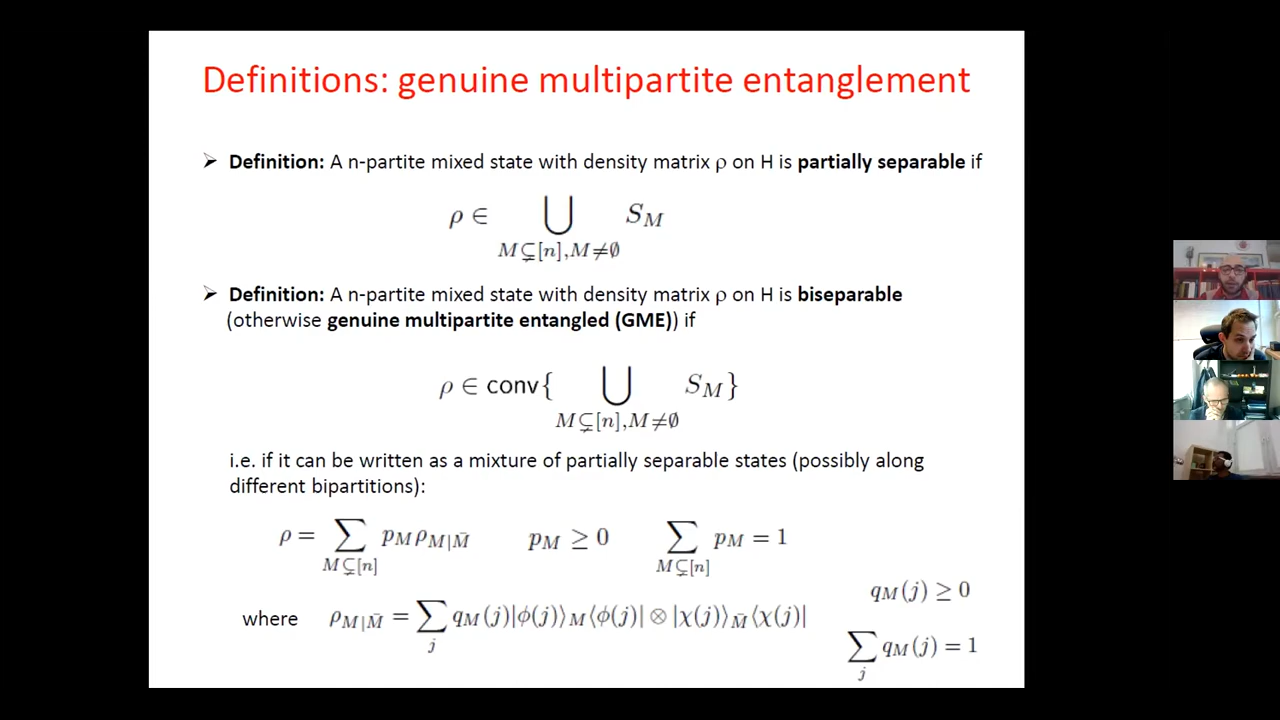 Definitions: genuine multipartite entanglement
➢ Definition: A n-partite mixed state with density matrix ρ on H is partially separable if
ρ ∈ ⋃ S_M
M⊊[n],M≠∅
➢ Definition: A n-partite mixed state with density matrix ρ on H is biseparable
(otherwise genuine multipartite entangled (GME)) if
ρ ∈ conv{ ⋃ S_M}
M⊊[n],M≠∅
i.e. if it can be written as a mixture of partially separable states (possibly along
different bipartitions):
ρ = ∑ p_M ρ_{M|M̄} p_M ≥ 0 ∑ p_M = 1
M⊊[n] M⊊[n]
q_M(j) ≥ 0
where ρ_{M|M̄} = ∑ q_M(j)|ϕ(j)⟩_M⟨ϕ(j)| ⊗ |χ(j)⟩_M̄⟨χ(j)|
j
∑ q_M(j) = 1
j